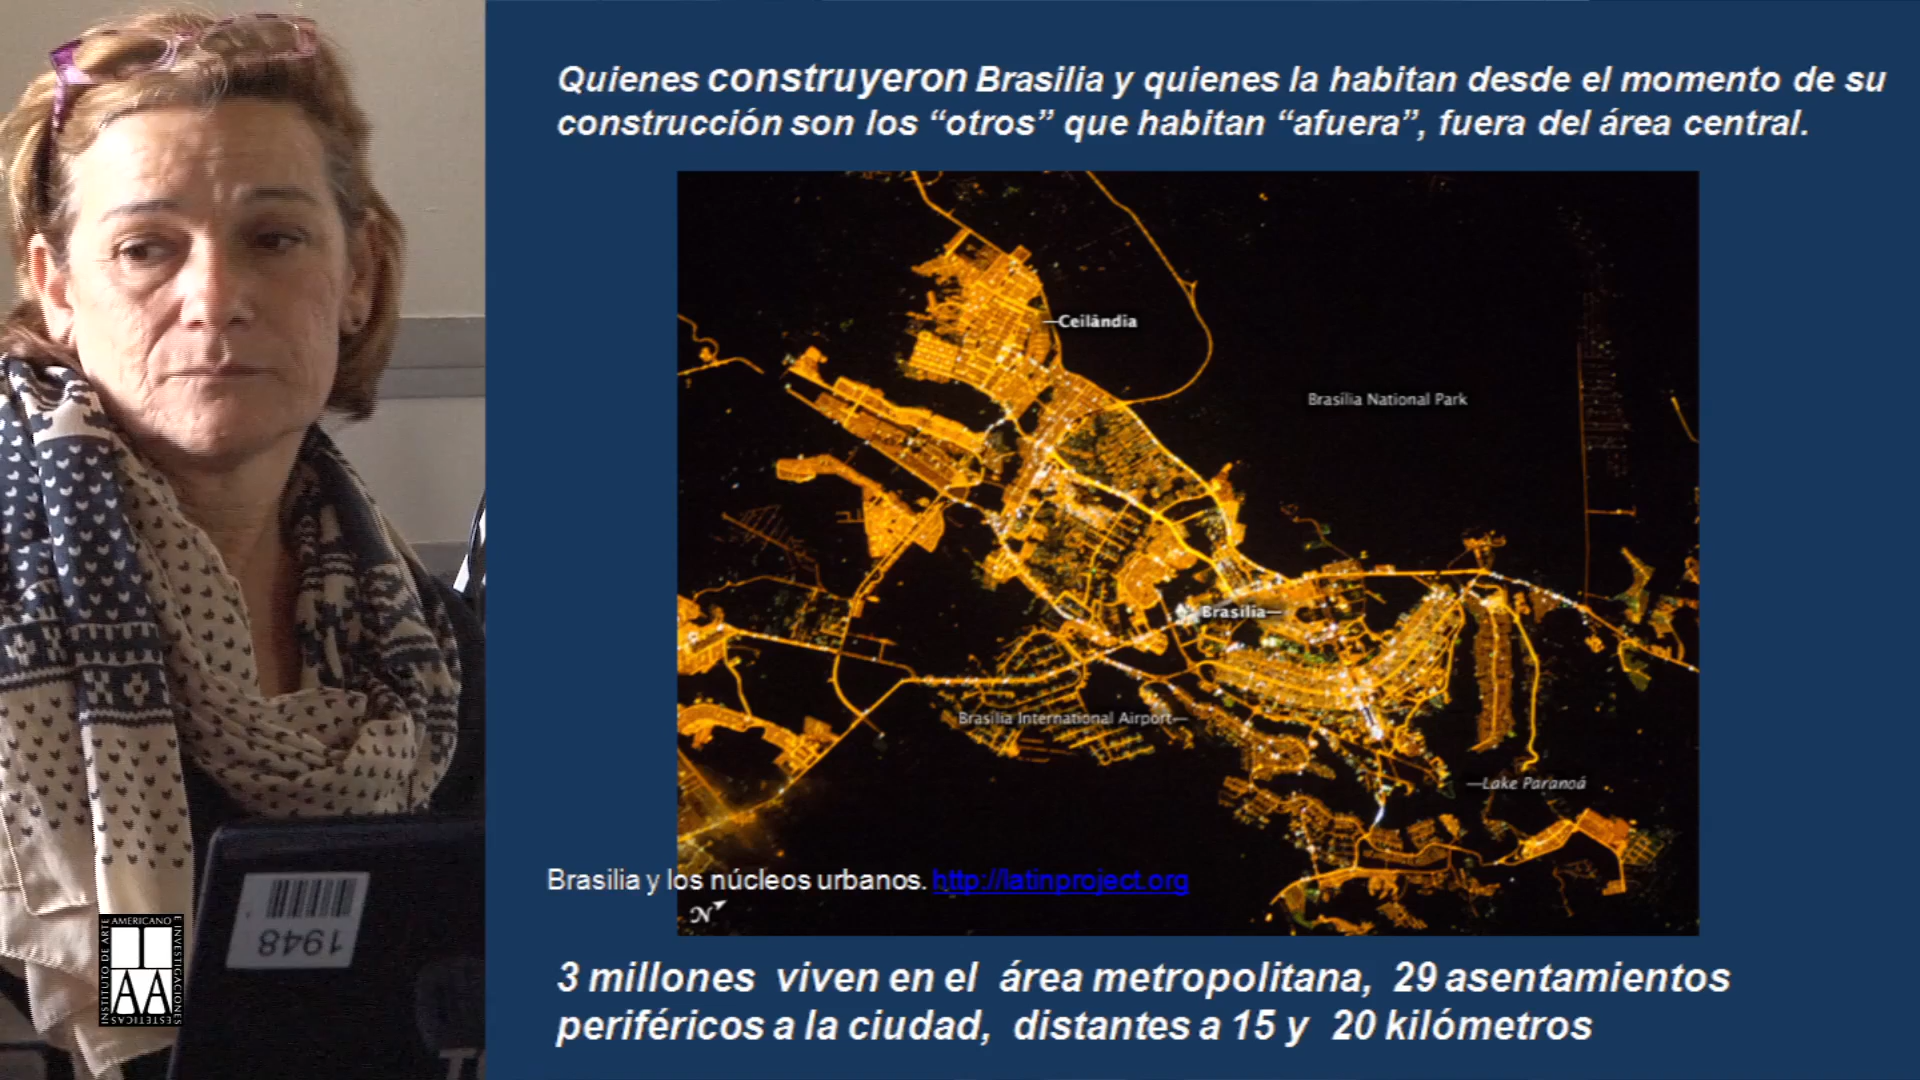 Quienes construyeron Brasilia y quienes la habitan desde el momento de su
construcción son los “otros” que habitan “afuera”, fuera del área central.
Ceilândia
Brasília National Park
Brasília
Brasília International Airport
Lake Paranoá
Brasilia y los núcleos urbanos. http://latinproject.org
N
3 millones viven en el área metropolitana, 29 asentamientos
periféricos a la ciudad, distantes a 15 y 20 kilómetros
1948
INSTITUTO DE ARTE
AMERICANO
E INVESTIGACIONES
ESTETICAS
IAA